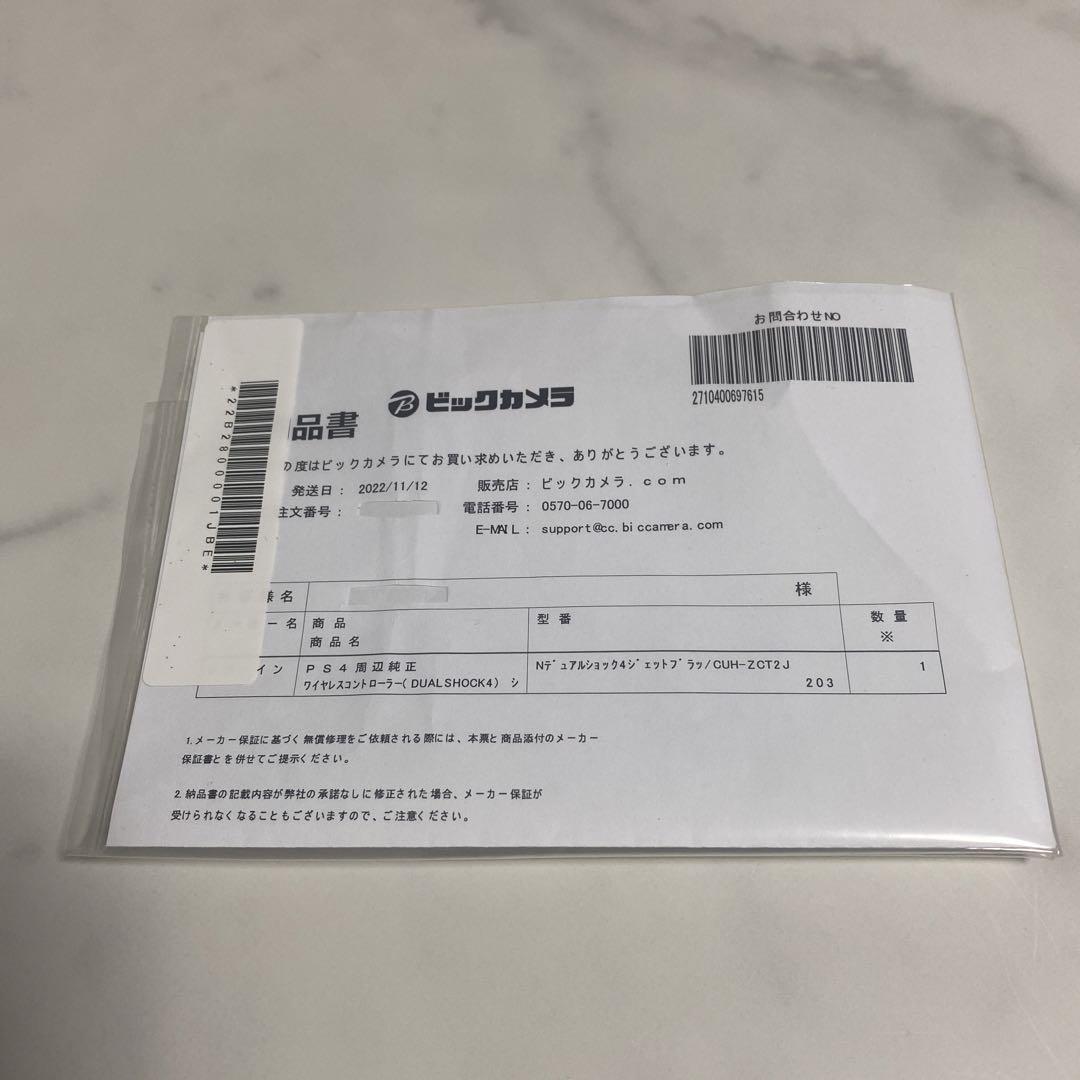 お問合わせNO
2710400697615
ビックカメラ
品書
の度はビックカメラにてお買い求めいただき、ありがとうございます。
発送日: 2022/11/12 販売店: ビックカメラ.com
注文番号: 電話番号: 0570-06-7000
E-MAIL: support@cc.biccamera.com
*22B2800001JBE*
様名 様
ー名 商品 型番 数量
商品名 ※
イン PS4周辺純正 Nデュアルショック4ジェットブラッ/CUH-ZCT2J 1
ワイヤレスコントローラー(DUALSHOCK4) シ 203
1.メーカー保証に基づく無償修理をご依頼される際には、本票と商品添付のメーカー
保証書とを併せてご提示ください。
2.納品書の記載内容が弊社の承諾なしに修正された場合、メーカー保証が
受けられなくなることもございますので、ご注意ください。